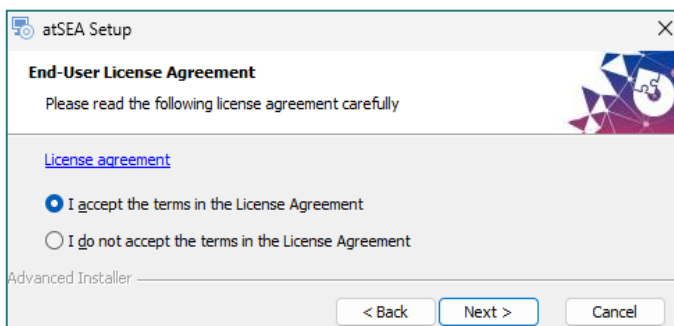 atSEA Setup
End-User License Agreement
Please read the following license agreement carefully
License agreement
I accept the terms in the License Agreement
I do not accept the terms in the License Agreement
Advanced Installer
< Back Next > Cancel